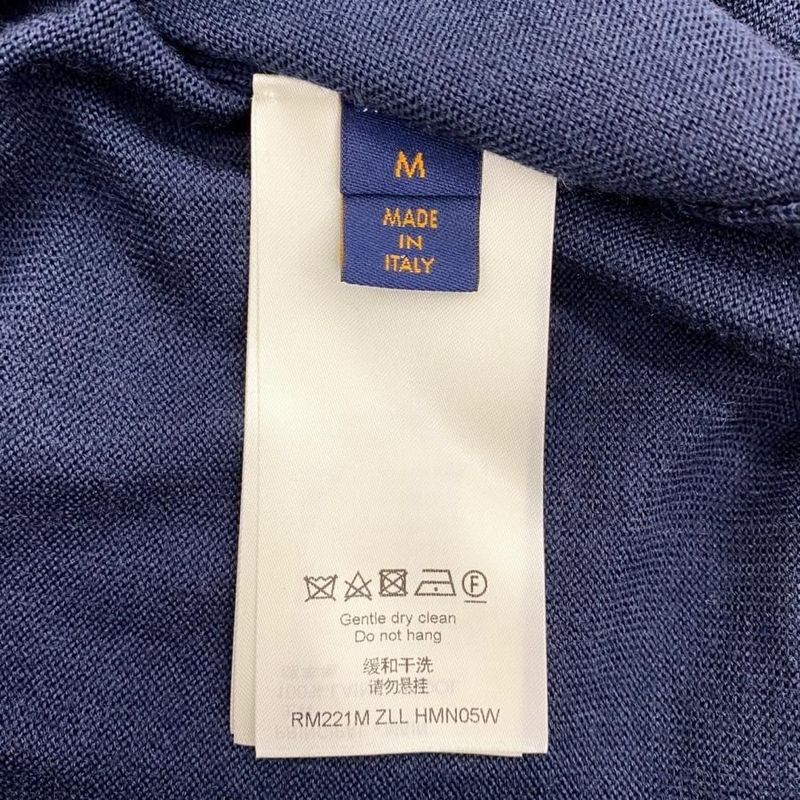 M
MADE
IN
ITALY
F
Gentle dry clean
Do not hang
缓和干洗
请勿悬挂
RM221M ZLL HMN05W